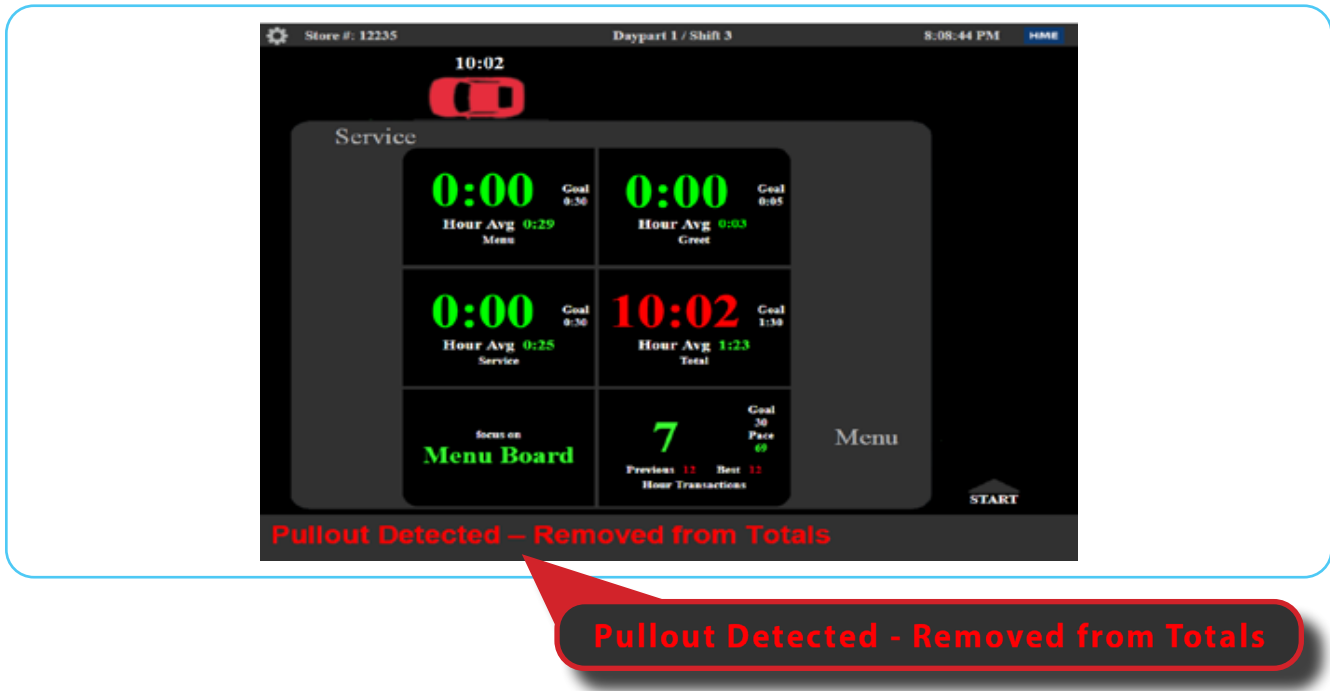 Store #: 12235 Daypart 1 / Shift 3 8:08:44 PM HME
10:02
Service
0:00 Goal 0:30
Hour Avg 0:29
Menu
0:00 Goal 0:05
Hour Avg 0:03
Greet
0:00 Goal 0:30
Hour Avg 0:25
Service
10:02 Goal 1:30
Hour Avg 1:23
Total
focus on
Menu Board
7
Goal
30
Pace
69
Previous 12 Best 12
Hour Transactions
Menu
START
Pullout Detected – Removed from Totals
Pullout Detected - Removed from Totals